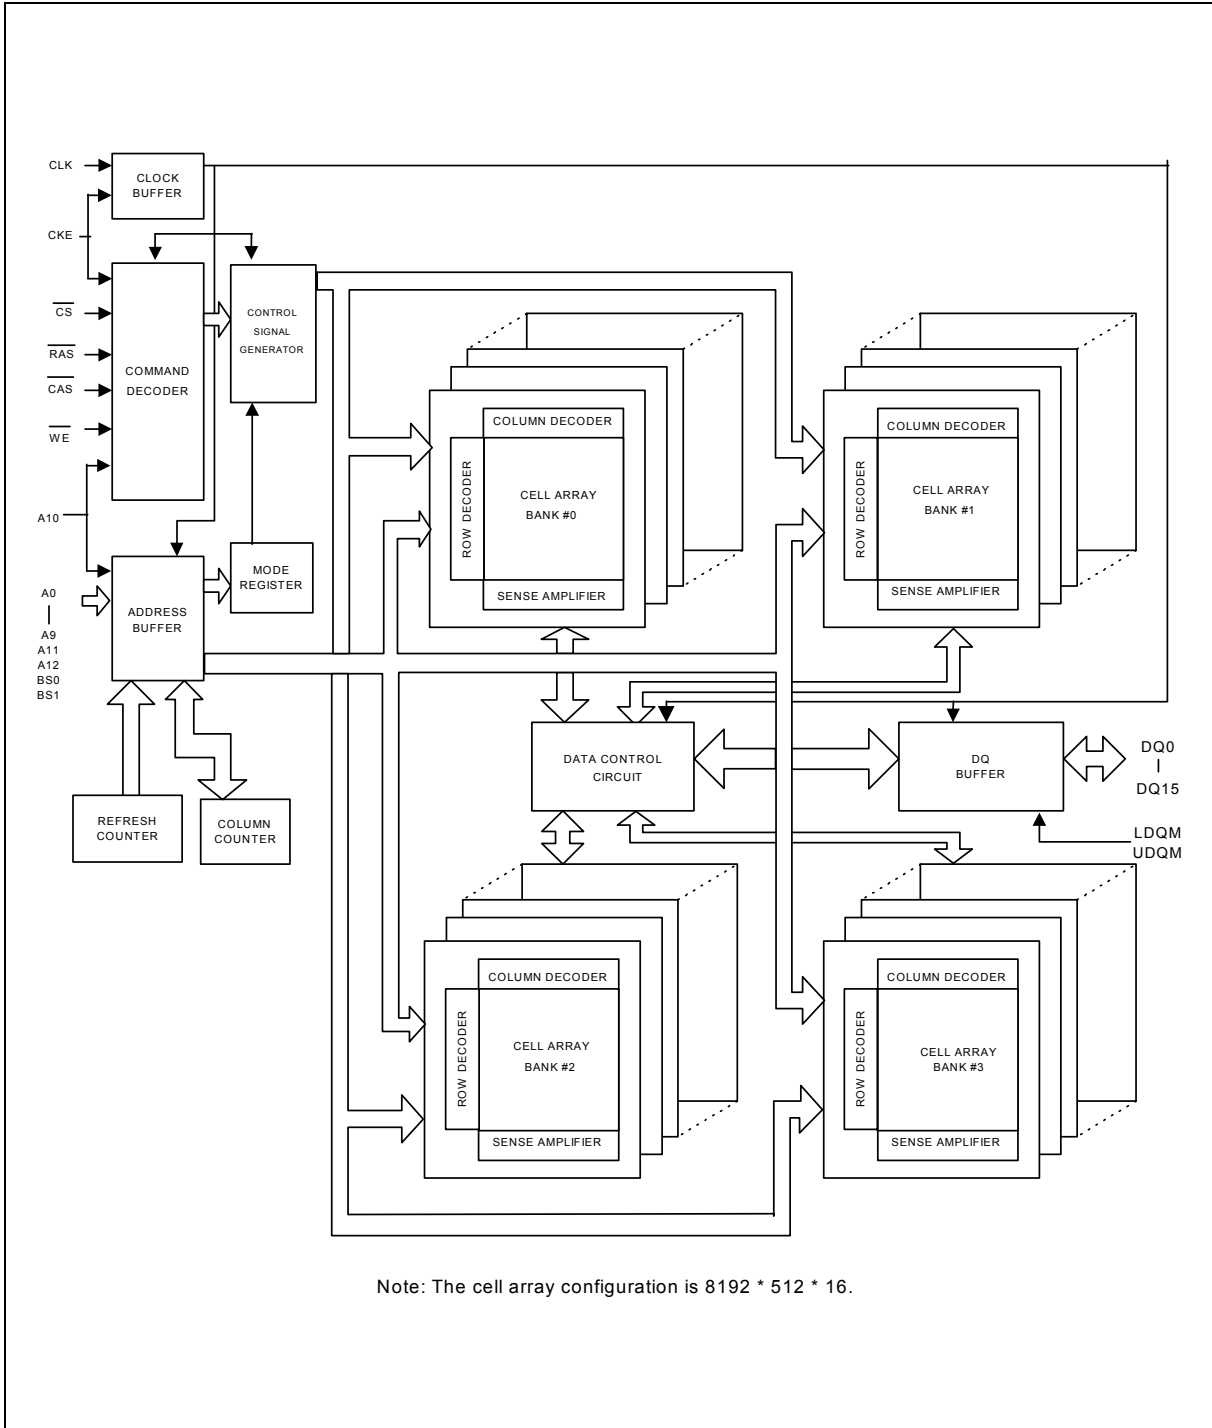 CLK
CLOCK
BUFFER
CKE
CS
RAS
CAS
WE
A10
COMMAND
DECODER
CONTROL
SIGNAL
GENERATOR
A0
A9
A11
A12
BS0
BS1
ADDRESS
BUFFER
MODE
REGISTER
REFRESH
COUNTER
COLUMN
COUNTER
COLUMN DECODER
ROW DECODER
CELL ARRAY
BANK #0
SENSE AMPLIFIER
COLUMN DECODER
ROW DECODER
CELL ARRAY
BANK #1
SENSE AMPLIFIER
DATA CONTROL
CIRCUIT
DQ
BUFFER
DQ0
DQ15
LDQM
UDQM
COLUMN DECODER
ROW DECODER
CELL ARRAY
BANK #2
SENSE AMPLIFIER
COLUMN DECODER
ROW DECODER
CELL ARRAY
BANK #3
SENSE AMPLIFIER
Note: The cell array configuration is 8192 * 512 * 16.